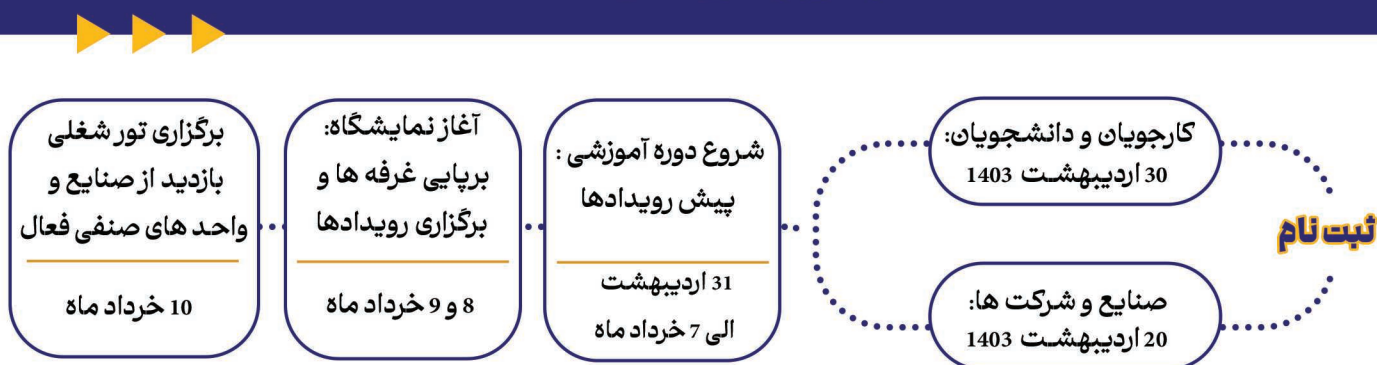 ثبت نام
کارجویان و دانشجویان:
30 اردیبهشت 1403
صنایع و شرکت ها:
20 اردیبهشت 1403
شروع دوره آموزشی :
پیش رویدادها
31 اردیبهشت
الی 7 خرداد ماه
آغاز نمایشگاه:
برپایی غرفه ها و
برگزاری رویدادها
8 و 9 خرداد ماه
برگزاری تور شغلی
بازدید از صنایع و
واحد های صنفی فعال
10 خرداد ماه